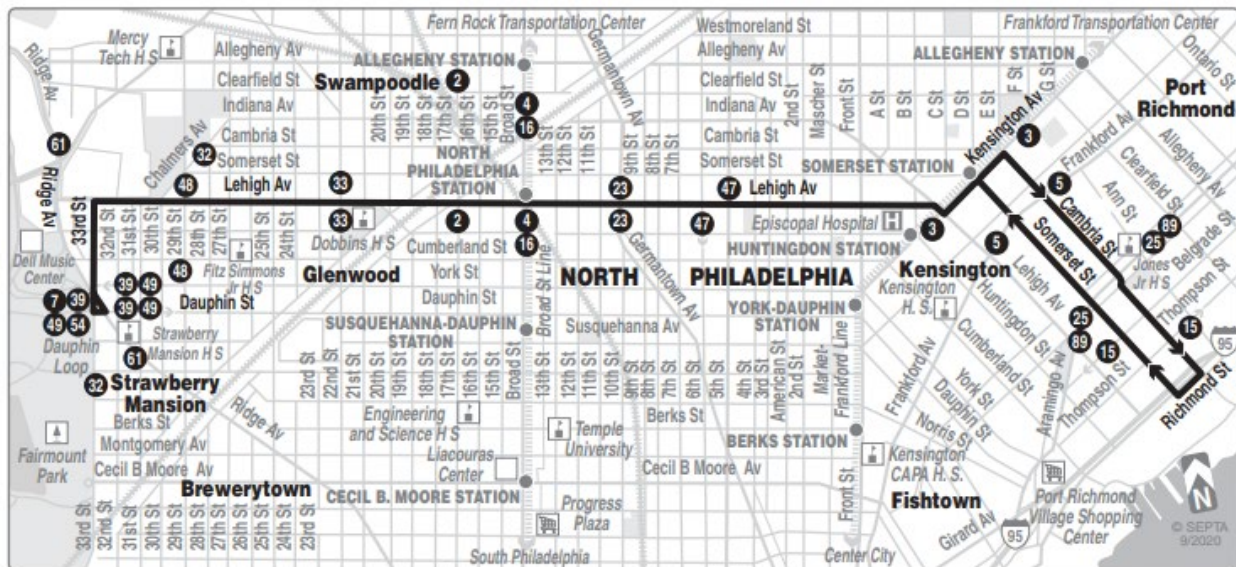 Fern Rock Transportation Center
Westmoreland St
Frankford Transportation Center
Ridge Av
Mercy
Tech H S
Allegheny Av
ALLEGHENY STATION
Germantown Av
Allegheny Av
ALLEGHENY STATION
Ontario St
Clearfield St
Swampoodle
2
Clearfield St
F St
G St
Port
Richmond
Indiana Av
20th St
19th St
18th St
17th St
16th St
15th St
Broad St
4
16
Indiana Av
2nd St
Mascher St
Front St
A St
B St
C St
D St
E St
Kensington Av
3
Frankford Av
Clearfield St
Allegheny Av
Chalmers Av
Cambria St
13th St
12th St
11th St
9th St
8th St
7th St
Cambria St
61
32
Somerset St
NORTH
PHILADELPHIA
STATION
Somerset St
SOMERSET STATION
48
Lehigh Av
33
23
47
Lehigh Av
5
Cambria St
Ann St
89
25
Jones
Jr H S
Belgrade St
Thompson St
Ridge Av
33rd St
32nd St
31st St
30th St
29th St
28th St
27th St
25th St
24th St
33
Dobbins H S
2
4
16
23
47
Episcopal Hospital
H
3
Somerset St
5
Dell Music
Center
Fitz Simmons
Jr H S
Cumberland St
Broad St Line
Germantown Av
HUNTINGDON STATION
48
Glenwood
York St
NORTH
PHILADELPHIA
Kensington
Kensington
H. S.
Lehigh Av
Huntingdon St
Cumberland St
7
39
49
54
39
49
39
49
Dauphin St
Dauphin St
YORK-DAUPHIN
STATION
25
89
15
15
95
Dauphin
Loop
Strawberry
Mansion H S
SUSQUEHANNA-DAUPHIN
STATION
Susquehanna Av
Thompson St
Richmond St
61
32
Strawberry
Mansion
23rd St
22nd St
21st St
20th St
19th St
18th St
17th St
16th St
15th St
Broad St
13th St
12th St
11th St
10th St
9th St
8th St
7th St
6th St
5th St
4th St
3rd St
American St
2nd St
Market-
Frankford Line
Frankford Av
York St
Dauphin St
Norris St
Aramingo Av
Berks St
Ridge Av
Engineering
and Science H S
Temple
University
Berks St
BERKS STATION
Fairmount
Park
Montgomery Av
Cecil B Moore Av
Liacouras
Center
Cecil B Moore Av
Kensington
CAPA H. S.
Brewerytown
CECIL B. MOORE STATION
Progress
Plaza
Front St
Fishtown
Port Richmond
Village Shopping
Center
N
33rd St
32nd St
31st St
30th St
29th St
28th St
27th St
26th St
25th St
24th St
23rd St
South Philadelphia
Center City
Girard Av
95
© SEPTA
9/2020